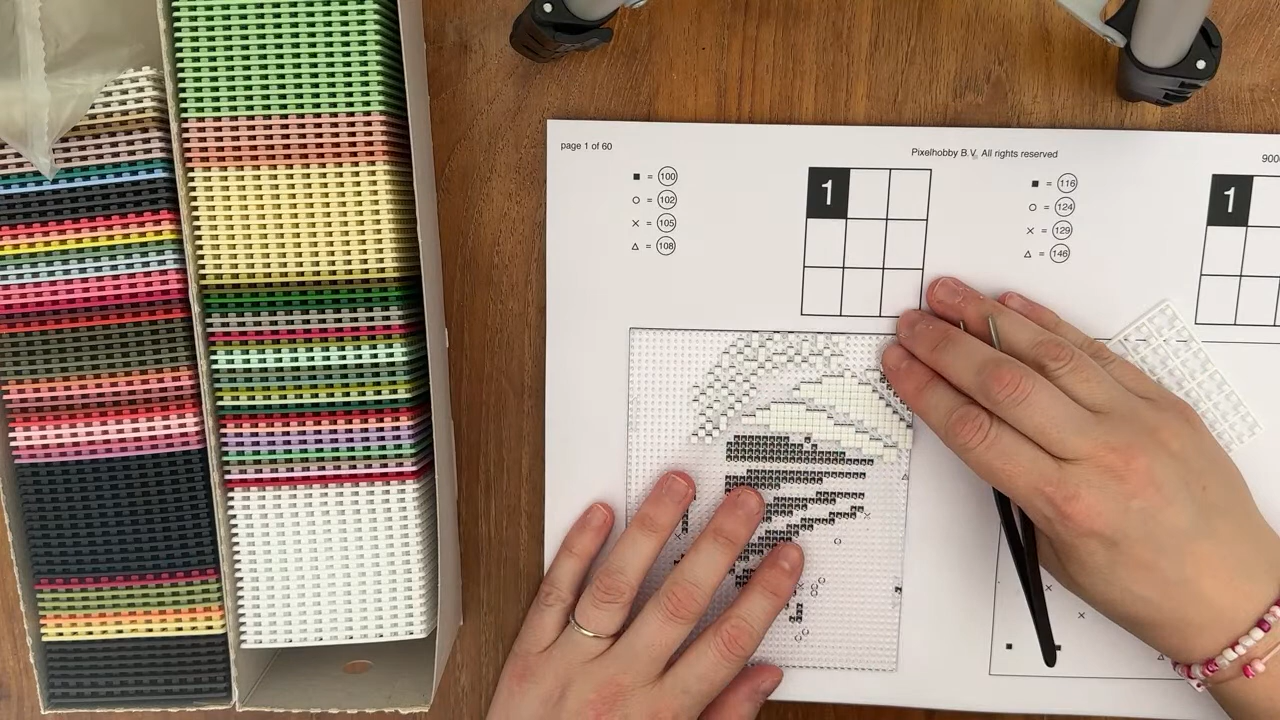 page 1 of 60
Pixelhobby B.V. All rights reserved
900
■ = 100
○ = 102
× = 105
△ = 108
1
■ = 116
○ = 124
× = 129
△ = 146
1